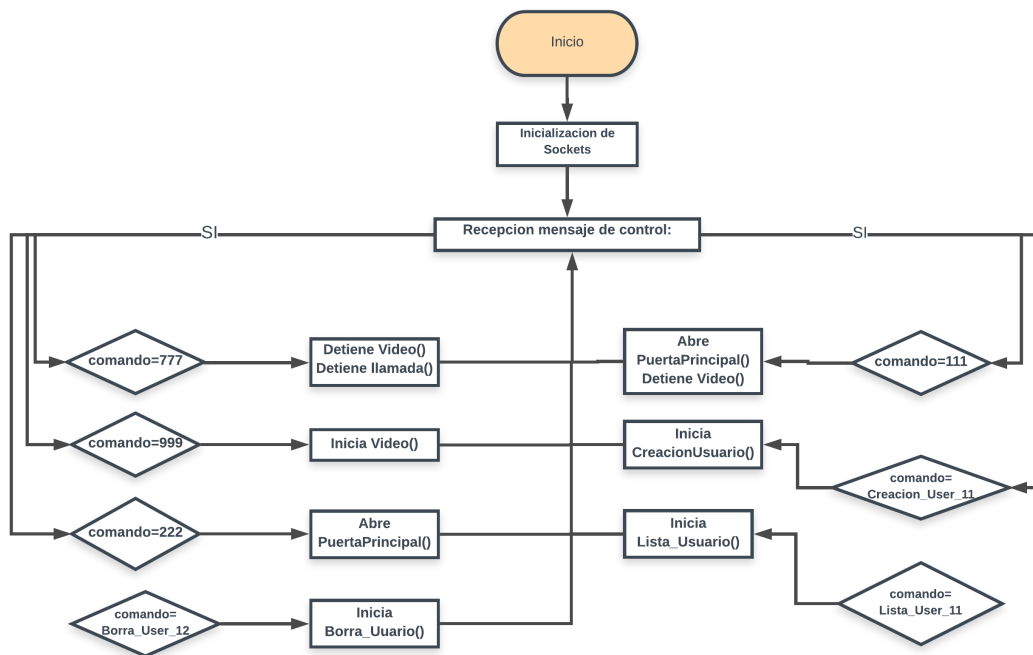 Inicio
Inicializacion de
Sockets
Recepcion mensaje de control:
SI
SI
comando=777
Detiene Video()
Detiene llamada()
Abre
PuertaPrincipal()
Detiene Video()
comando=111
comando=999
Inicia Video()
Inicia
CreacionUsuario()
comando=
Creacion_User_11
comando=222
Abre
PuertaPrincipal()
Inicia
Lista_Usuario()
comando=
Lista_User_11
comando=
Borra_User_12
Inicia
Borra_Uuario()